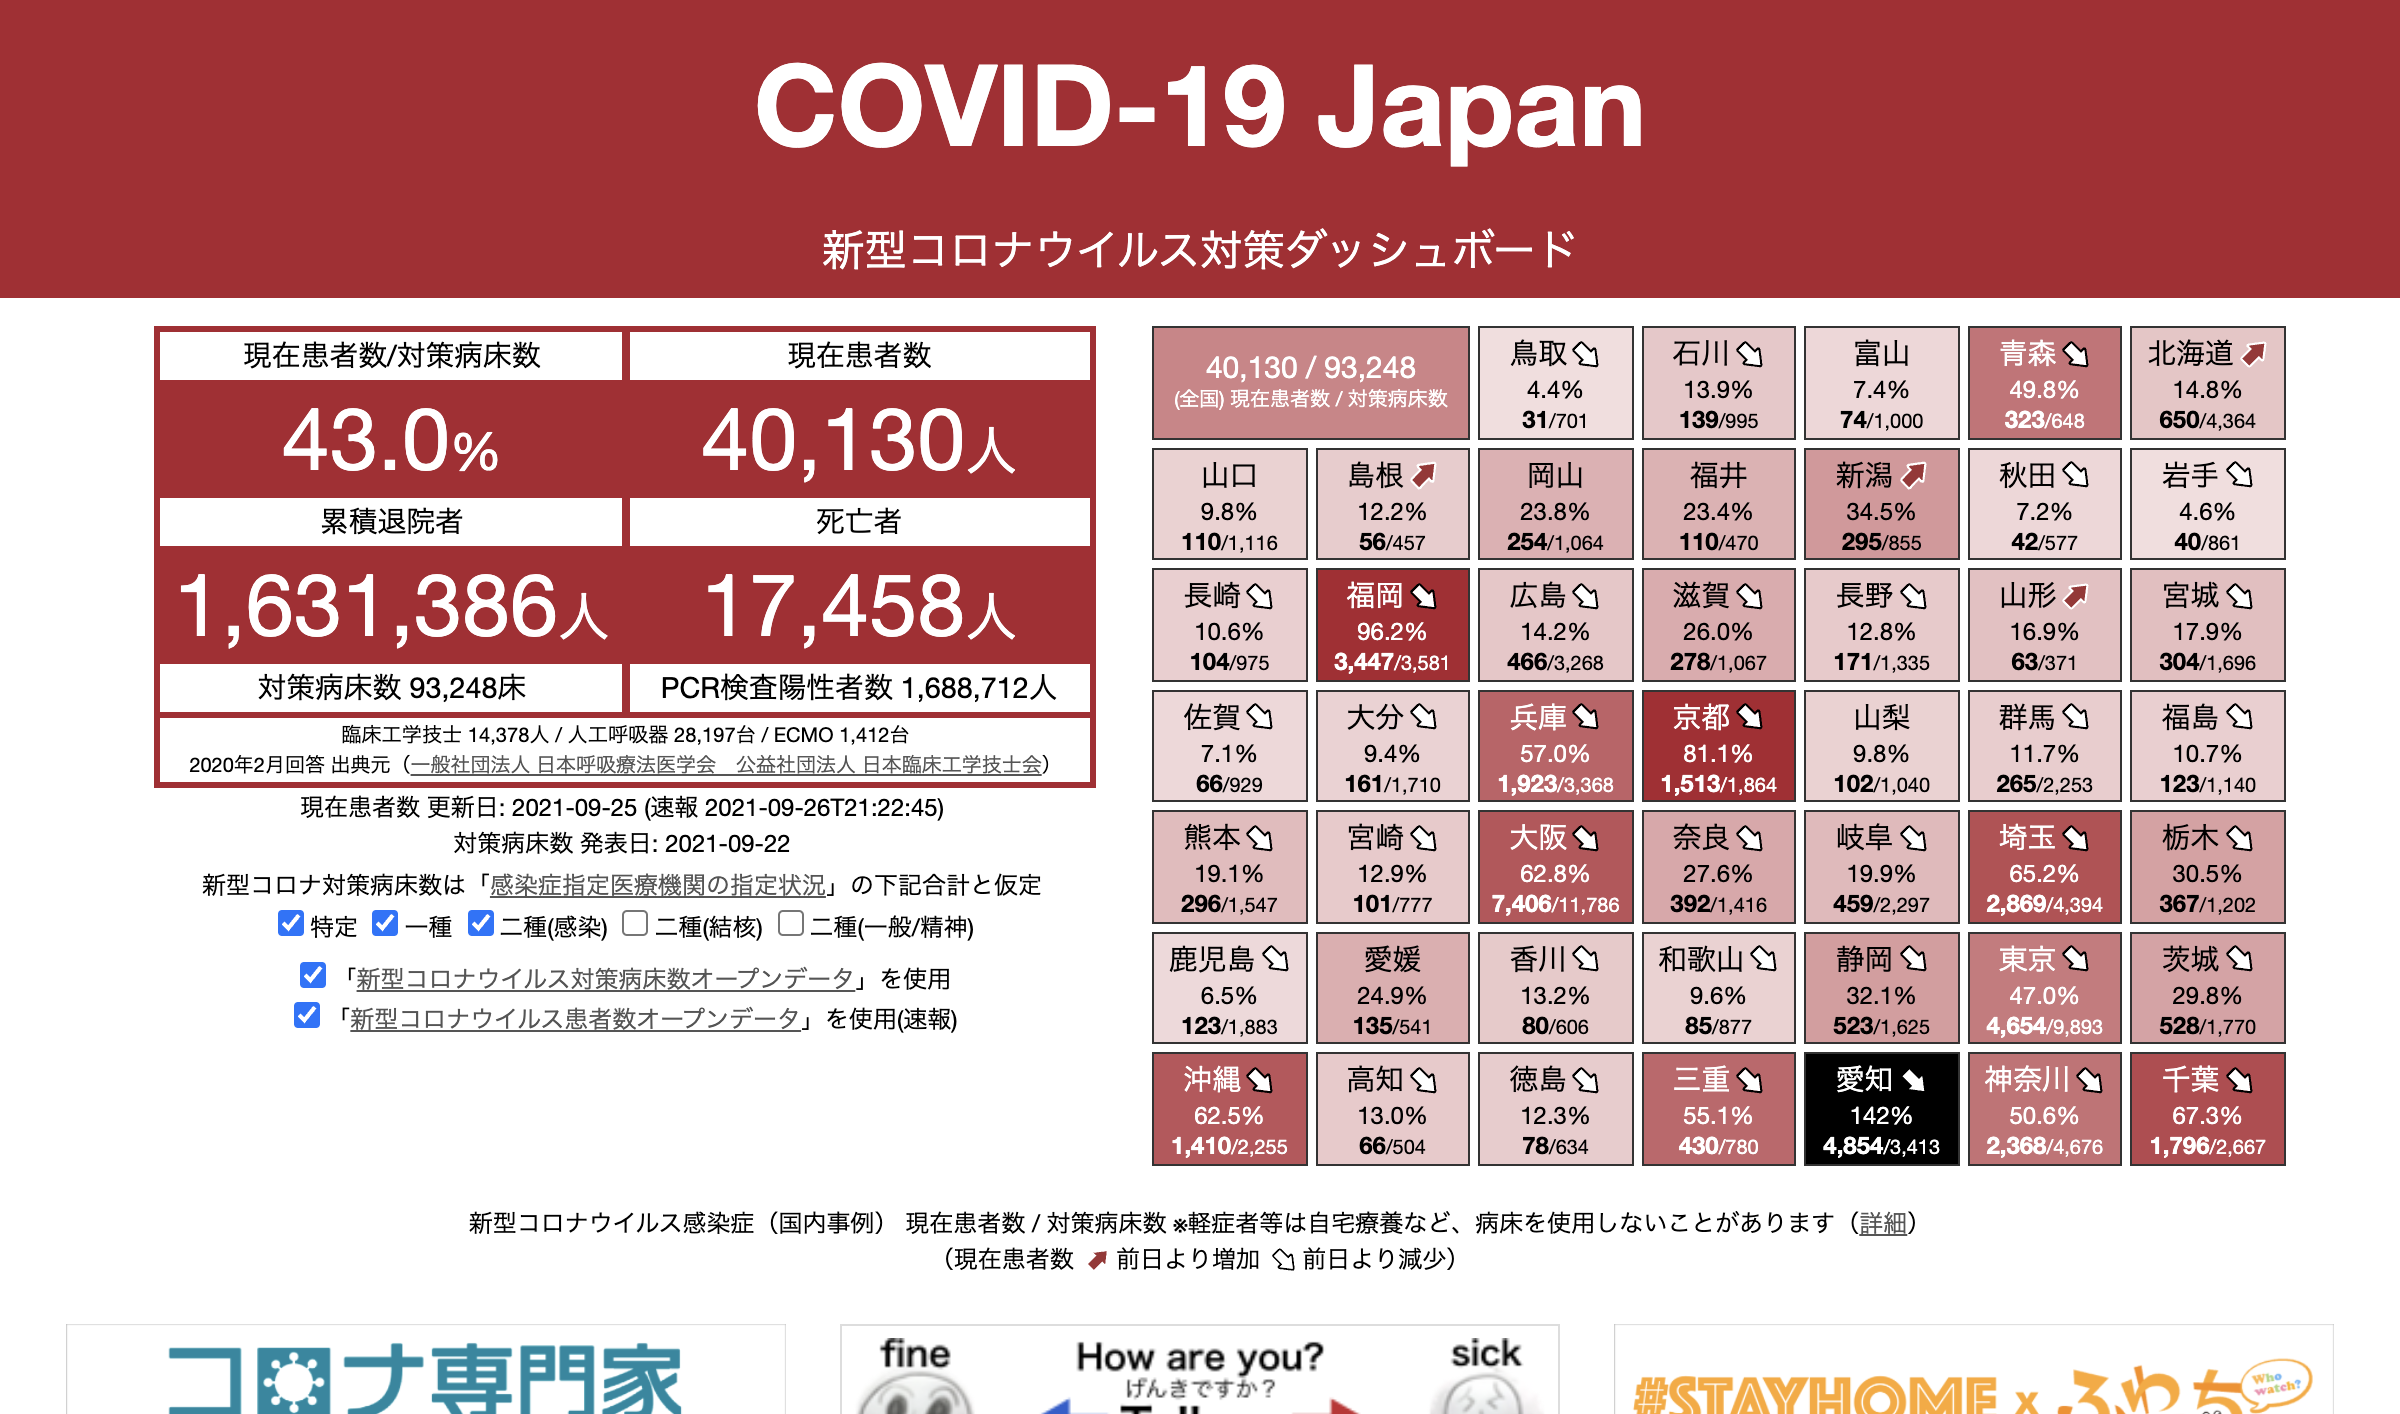 COVID-19 Japan
新型コロナウイルス対策ダッシュボード
現在患者数/対策病床数
現在患者数
43.0%
40,130人
累積退院者
死亡者
1,631,386人
17,458人
対策病床数 93,248床
PCR検査陽性者数 1,688,712人
臨床工学技士 14,378人 / 人工呼吸器 28,197台 / ECMO 1,412台
2020年2月回答 出典元（一般社団法人 日本呼吸療法医学会　公益社団法人 日本臨床工学技士会）
現在患者数 更新日: 2021-09-25 (速報 2021-09-26T21:22:45)
対策病床数 発表日: 2021-09-22
新型コロナ対策病床数は「感染症指定医療機関の指定状況」の下記合計と仮定
特定 一種 二種(感染) 二種(結核) 二種(一般/精神)
「新型コロナウイルス対策病床数オープンデータ」を使用
「新型コロナウイルス患者数オープンデータ」を使用(速報)
40,130 / 93,248
(全国) 現在患者数 / 対策病床数
鳥取
4.4%
31/701
石川
13.9%
139/995
富山
7.4%
74/1,000
青森
49.8%
323/648
北海道
14.8%
650/4,364
山口
9.8%
110/1,116
島根
12.2%
56/457
岡山
23.8%
254/1,064
福井
23.4%
110/470
新潟
34.5%
295/855
秋田
7.2%
42/577
岩手
4.6%
40/861
長崎
10.6%
104/975
福岡
96.2%
3,447/3,581
広島
14.2%
466/3,268
滋賀
26.0%
278/1,067
長野
12.8%
171/1,335
山形
16.9%
63/371
宮城
17.9%
304/1,696
佐賀
7.1%
66/929
大分
9.4%
161/1,710
兵庫
57.0%
1,923/3,368
京都
81.1%
1,513/1,864
山梨
9.8%
102/1,040
群馬
11.7%
265/2,253
福島
10.7%
123/1,140
熊本
19.1%
296/1,547
宮崎
12.9%
101/777
大阪
62.8%
7,406/11,786
奈良
27.6%
392/1,416
岐阜
19.9%
459/2,297
埼玉
65.2%
2,869/4,394
栃木
30.5%
367/1,202
鹿児島
6.5%
123/1,883
愛媛
24.9%
135/541
香川
13.2%
80/606
和歌山
9.6%
85/877
静岡
32.1%
523/1,625
東京
47.0%
4,654/9,893
茨城
29.8%
528/1,770
沖縄
62.5%
1,410/2,255
高知
13.0%
66/504
徳島
12.3%
78/634
三重
55.1%
430/780
愛知
142%
4,854/3,413
神奈川
50.6%
2,368/4,676
千葉
67.3%
1,796/2,667
新型コロナウイルス感染症（国内事例） 現在患者数 / 対策病床数 ※軽症者等は自宅療養など、病床を使用しないことがあります（詳細）
（現在患者数 前日より増加 前日より減少）
コロナ専門家
fine
How are you?
げんきですか？
sick
#STAYHOME x ふわっち
Who watch?